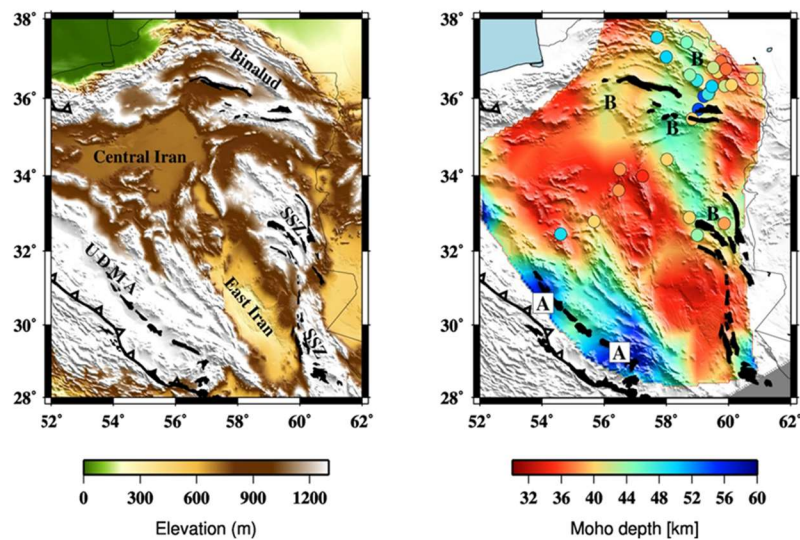 38°
36°
34°
32°
30°
28°
52°
54°
56°
58°
60°
62°
Binalud
Central Iran
SSZ
UDMA
East Iran
SSZ
0
300
600
900
1200
Elevation (m)
38°
36°
34°
32°
30°
28°
52°
54°
56°
58°
60°
62°
B
B
B
B
A
A
32
36
40
44
48
52
56
60
Moho depth [km]